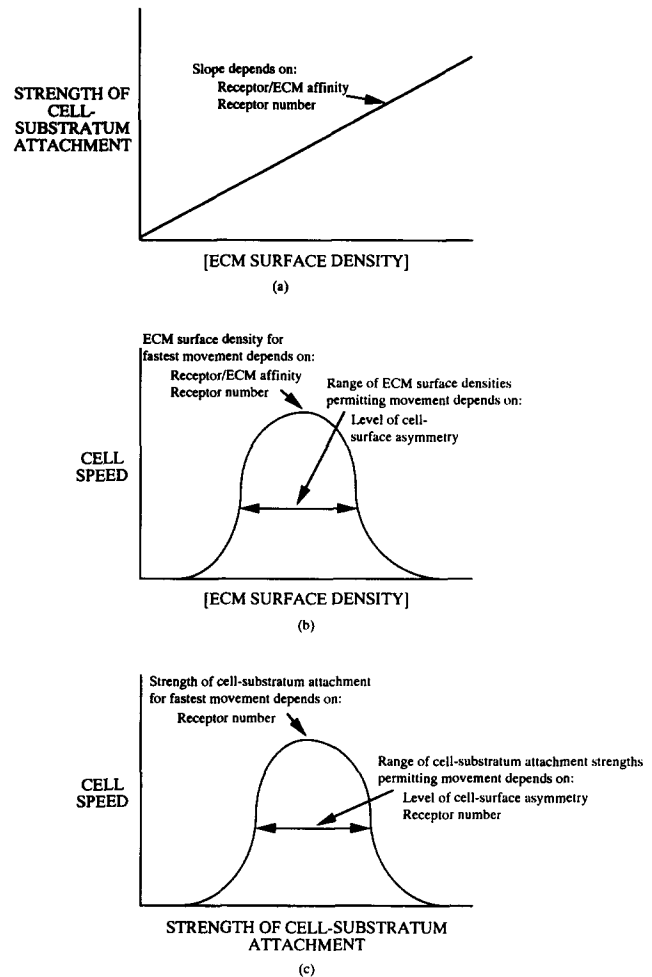 STRENGTH OF
CELL-
SUBSTRATUM
ATTACHMENT
Slope depends on:
Receptor/ECM affinity
Receptor number
[ECM SURFACE DENSITY]
(a)
ECM surface density for
fastest movement depends on:
Receptor/ECM affinity
Receptor number
Range of ECM surface densities
permitting movement depends on:
Level of cell-
surface asymmetry
CELL
SPEED
[ECM SURFACE DENSITY]
(b)
Strength of cell-substratum attachment
for fastest movement depends on:
Receptor number
Range of cell-substratum attachment strengths
permitting movement depends on:
Level of cell-surface asymmetry
Receptor number
CELL
SPEED
STRENGTH OF CELL-SUBSTRATUM
ATTACHMENT
(c)